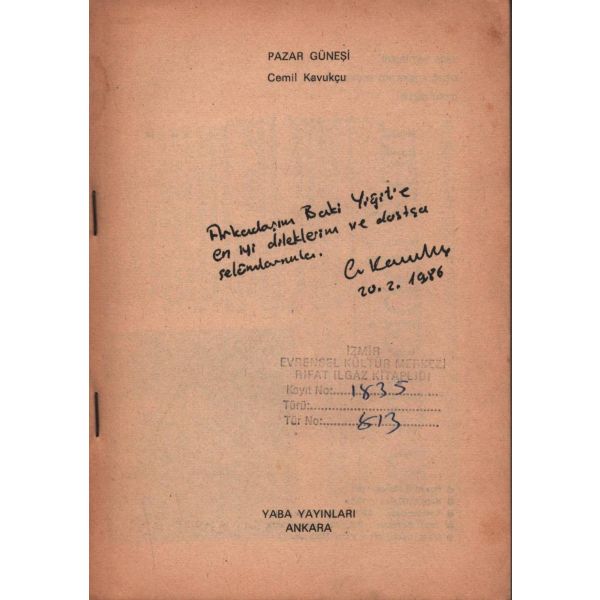 PAZAR GÜNEŞİ
Cemil Kavukçu
Arkadaşım Baki Yiğit'e
en iyi dileklerim ve dostça
selâmlarımla.
C. Kavukçu
20.2.1986
İZMİR
EVRENSEL KÜLTÜR MERKEZİ
RIFAT ILGAZ KİTAPLIĞI
Kayıt No:.....1835
Türü:
Tür No:.....813
YABA YAYINLARI
ANKARA